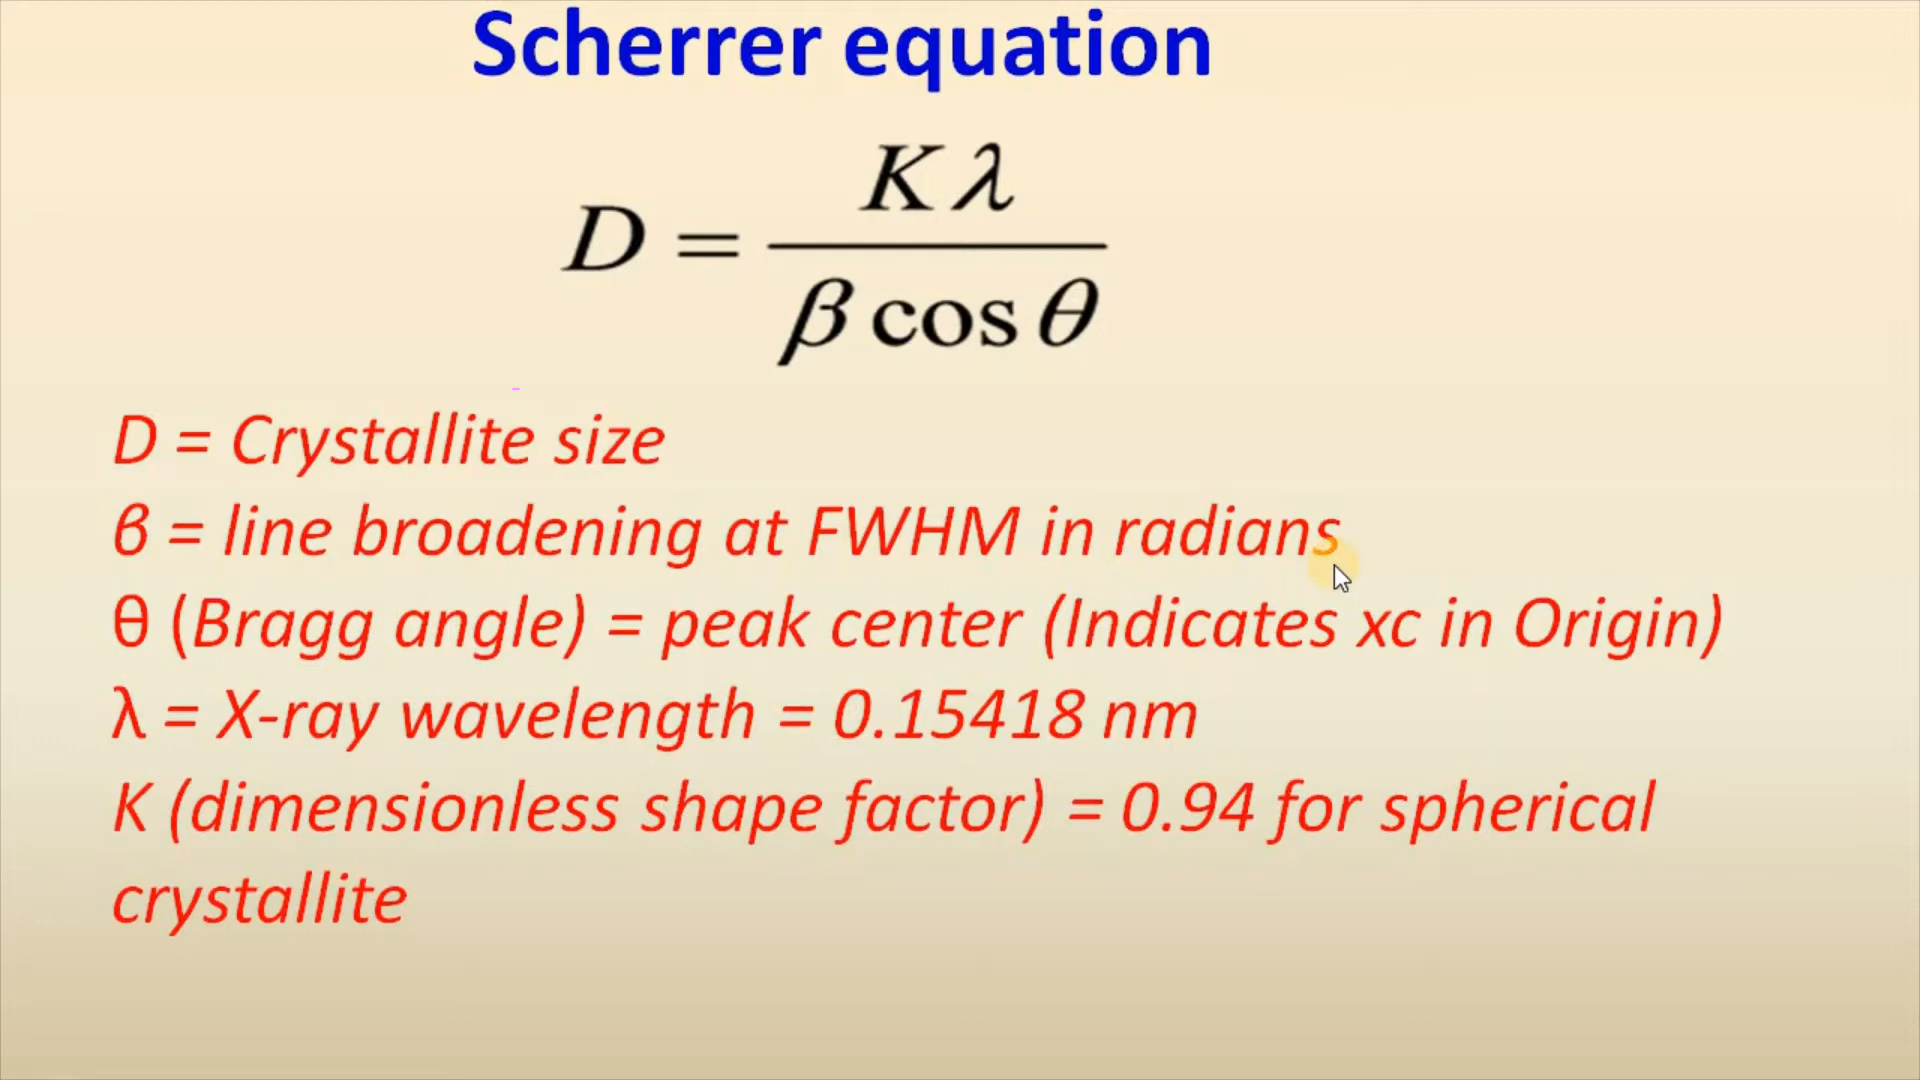 Scherrer equation
D = Kλ / β cos θ
D = Crystallite size
β = line broadening at FWHM in radians
θ (Bragg angle) = peak center (Indicates xc in Origin)
λ = X-ray wavelength = 0.15418 nm
K (dimensionless shape factor) = 0.94 for spherical
crystallite